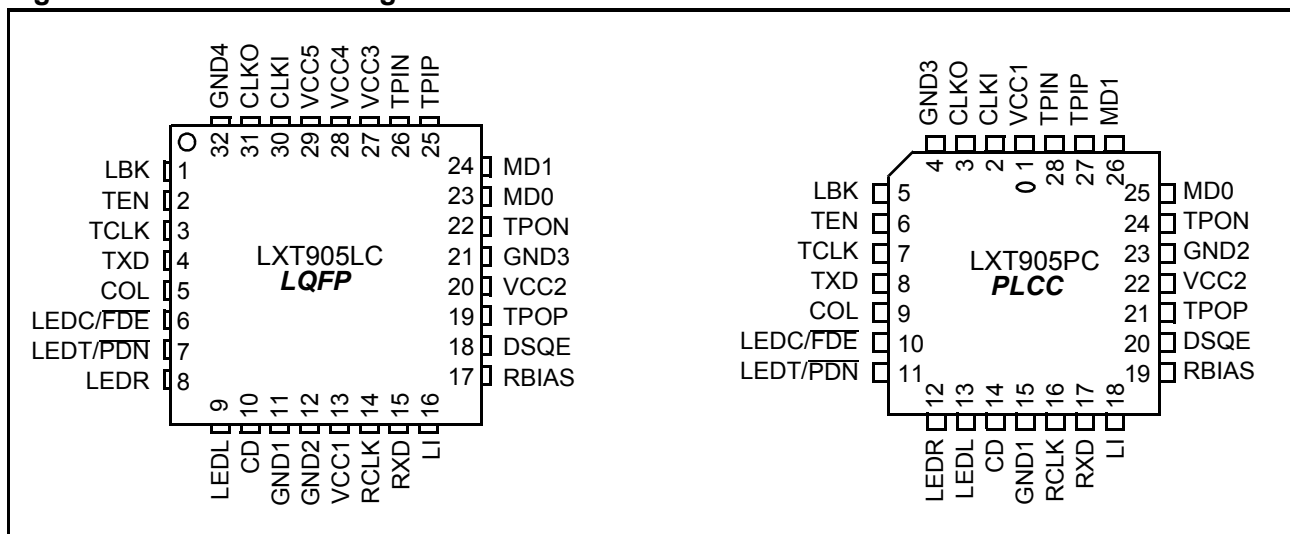 GND4
CLKO
CLKI
VCC5
VCC4
VCC3
TPIN
TPIP
32
31
30
29
28
27
26
25
LBK 1
TEN 2
TCLK 3
TXD 4
COL 5
LEDC/FDE 6
LEDT/PDN 7
LEDR 8
LXT905LC
LQFP
24 MD1
23 MD0
22 TPON
21 GND3
20 VCC2
19 TPOP
18 DSQE
17 RBIAS
9
10
11
12
13
14
15
16
LEDL
CD
GND1
GND2
VCC1
RCLK
RXD
LI
GND3
CLKO
CLKI
VCC1
TPIN
TPIP
MD1
4
3
2
1
28
27
26
LBK 5
TEN 6
TCLK 7
TXD 8
COL 9
LEDC/FDE 10
LEDT/PDN 11
LXT905PC
PLCC
25 MD0
24 TPON
23 GND2
22 VCC2
21 TPOP
20 DSQE
19 RBIAS
12
13
14
15
16
17
18
LEDR
LEDL
CD
GND1
RCLK
RXD
LI